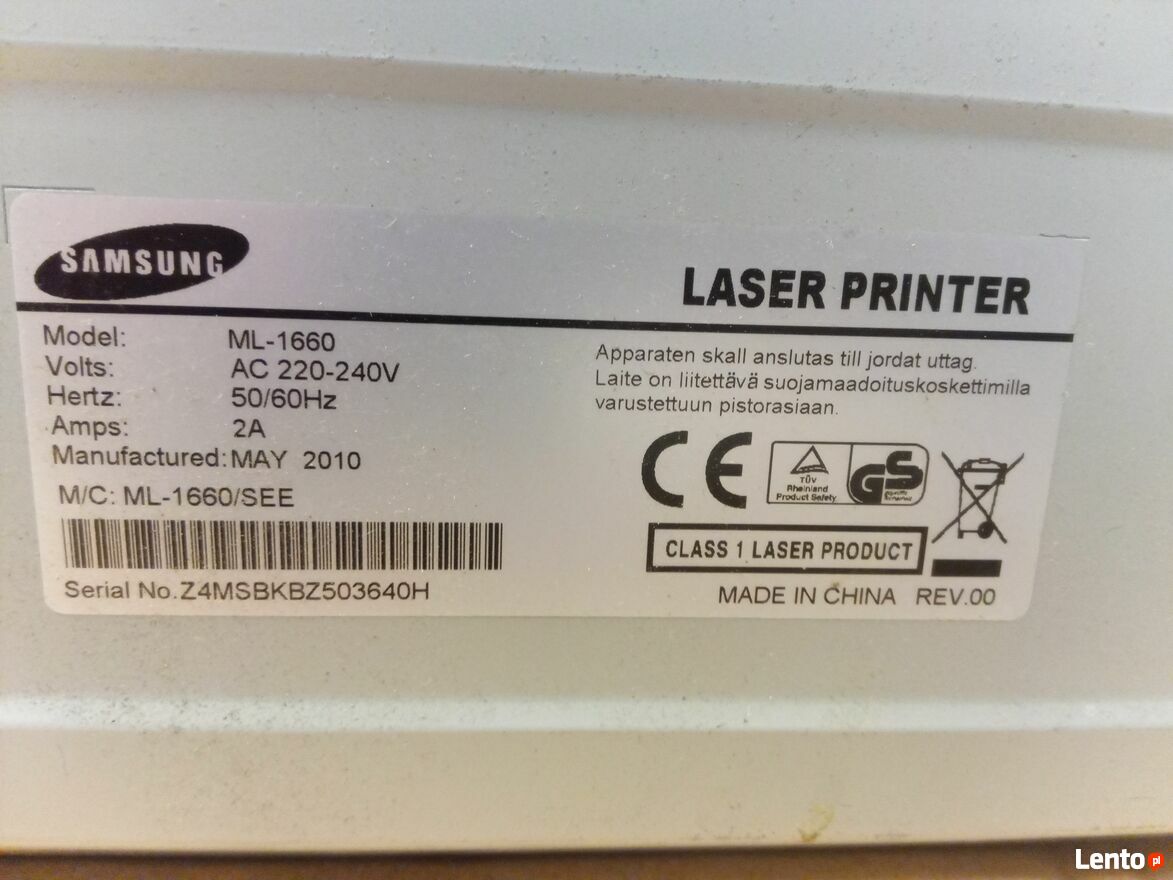 SAMSUNG
LASER PRINTER
Model: ML-1660
Volts: AC 220-240V
Hertz: 50/60Hz
Amps: 2A
Manufactured: MAY 2010
M/C: ML-1660/SEE
Serial No.Z4MSBKBZ503640H
Apparaten skall anslutas till jordat uttag.
Laite on liitettävä suojamaadoituskoskettimilla
varustettuun pistorasiaan.
CE
TÜV
Rheinland
Product Safety
GS
geprüfte
Sicherheit
CLASS 1 LASER PRODUCT
MADE IN CHINA REV.00
Lento pl